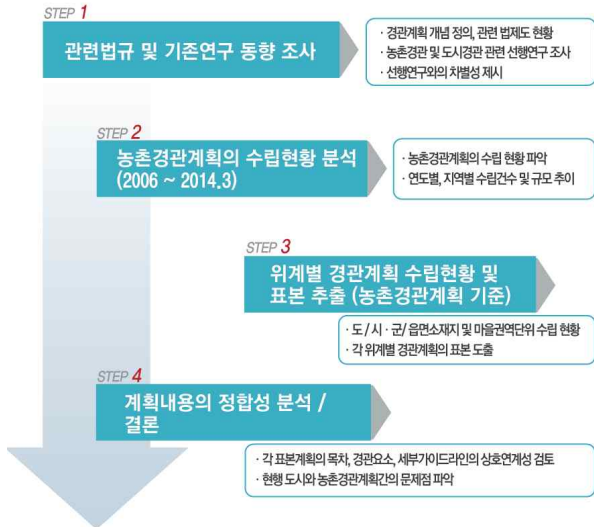 STEP 1
관련법규 및 기존연구 동향 조사
· 경관계획 개념 정의, 관련 법제도 현황
· 농촌경관 및 도시경관 관련 선행연구 조사
· 선행연구와의 차별성 제시
STEP 2
농촌경관계획의 수립현황 분석
(2006 ~ 2014.3)
· 농촌경관계획의 수립 현황 파악
· 연도별, 지역별 수립건수 및 규모 추이
STEP 3
위계별 경관계획 수립현황 및
표본 추출 (농촌경관계획 기준)
· 도 / 시 · 군/ 읍면소재지 및 마을권역단위 수립 현황
· 각 위계별 경관계획의 표본 도출
STEP 4
계획내용의 정합성 분석 /
결론
· 각 표본계획의 목차, 경관요소, 세부가이드라인의 상호연계성 검토
· 현행 도시와 농촌경관계획간의 문제점 파악